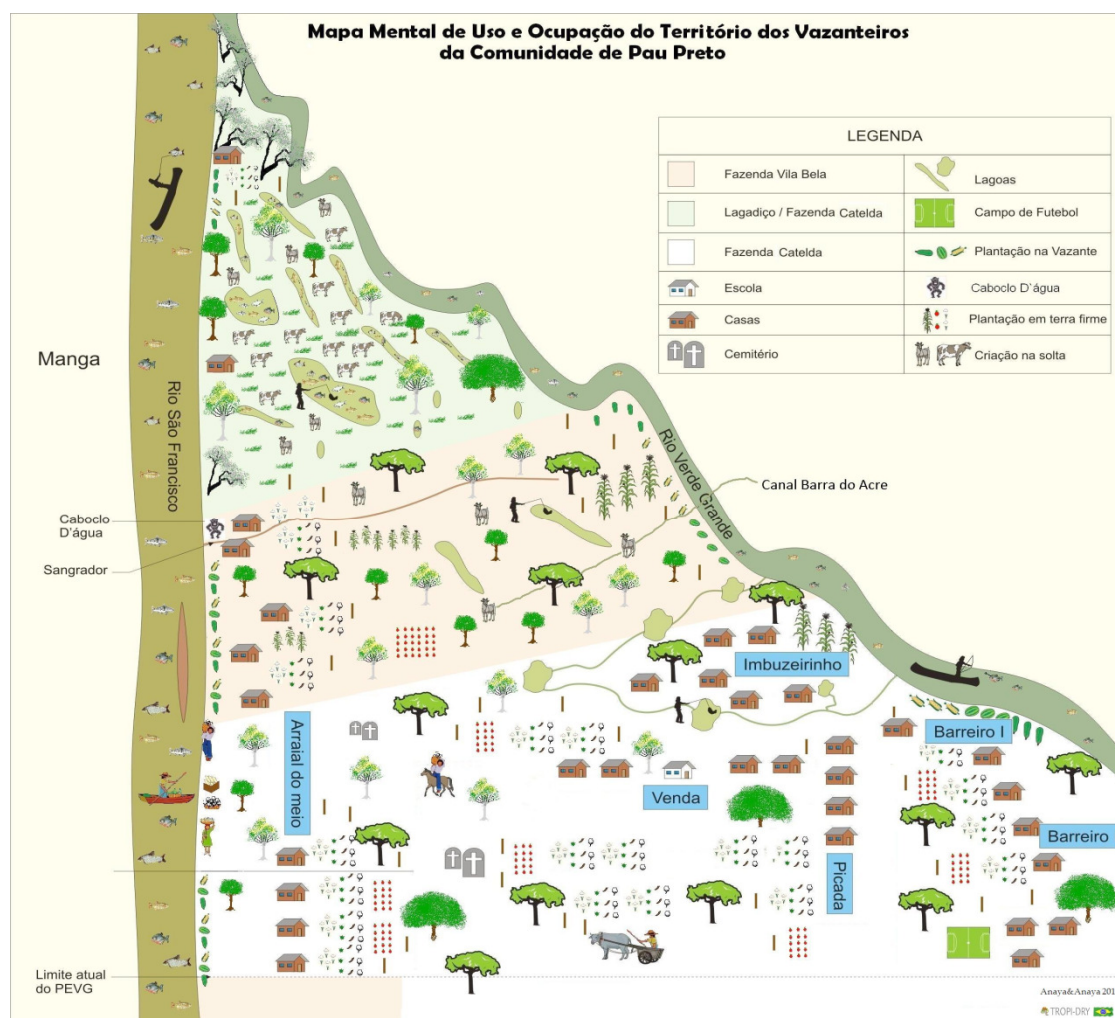 Mapa Mental de Uso e Ocupação do Território dos Vazanteiros
da Comunidade de Pau Preto
LEGENDA
Fazenda Vila Bela
Lagoas
Lagadiço / Fazenda Catelda
Campo de Futebol
Fazenda Catelda
Plantação na Vazante
Escola
Caboclo D`água
Casas
Plantação em terra firme
Cemitério
Criação na solta
Manga
Rio São Francisco
Rio Verde Grande
Canal Barra do Acre
Caboclo
D'água
Sangrador
Imbuzeirinho
Arraial do meio
Barreiro I
Venda
Barreiro
Picada
Limite atual
do PEVG
Anaya&Anaya 201
TROPI-DRY